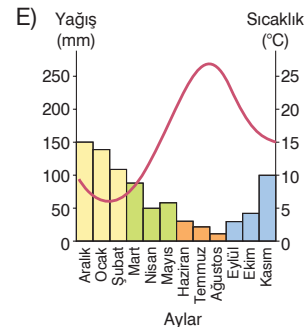 E) Yağış Sıcaklık
(mm) (°C)
250 25
200 20
150 15
100 10
50 5
0 0
Aralık Ocak Şubat Mart Nisan Mayıs Haziran Temmuz Ağustos Eylül Ekim Kasım
Aylar